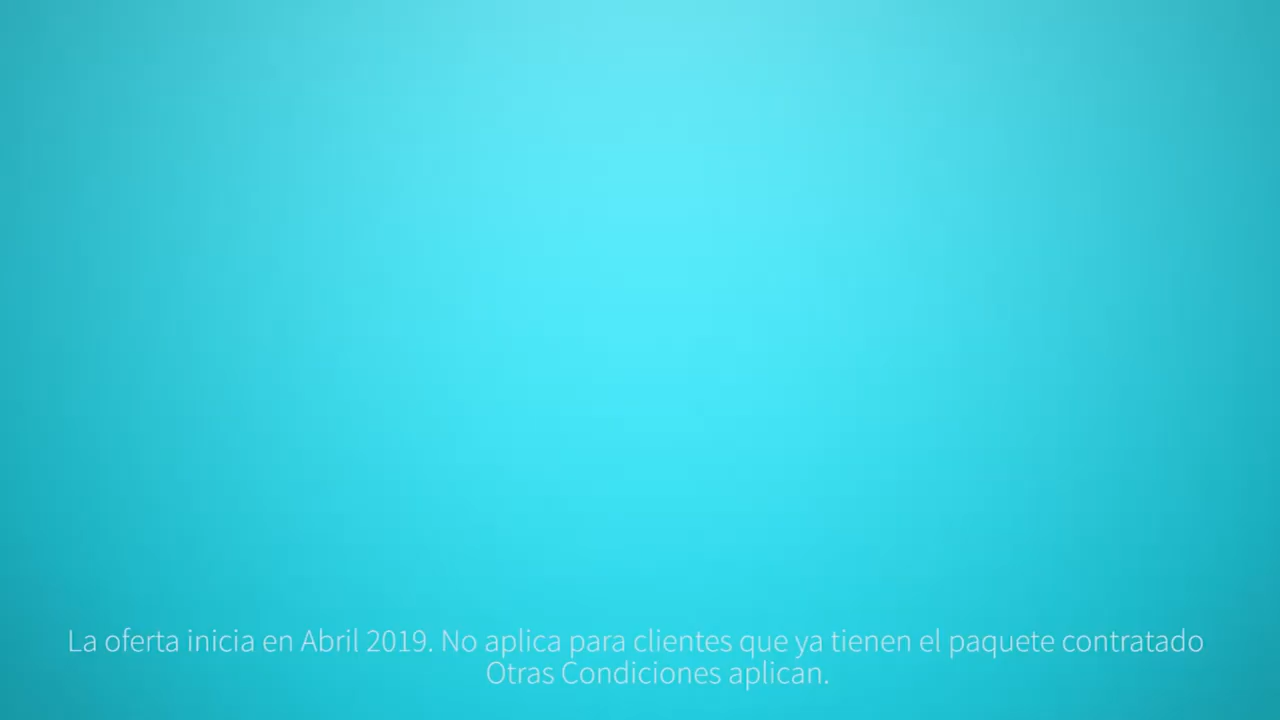 La oferta inicia en Abril 2019. No aplica para clientes que ya tienen el paquete contratado
Otras Condiciones aplican.